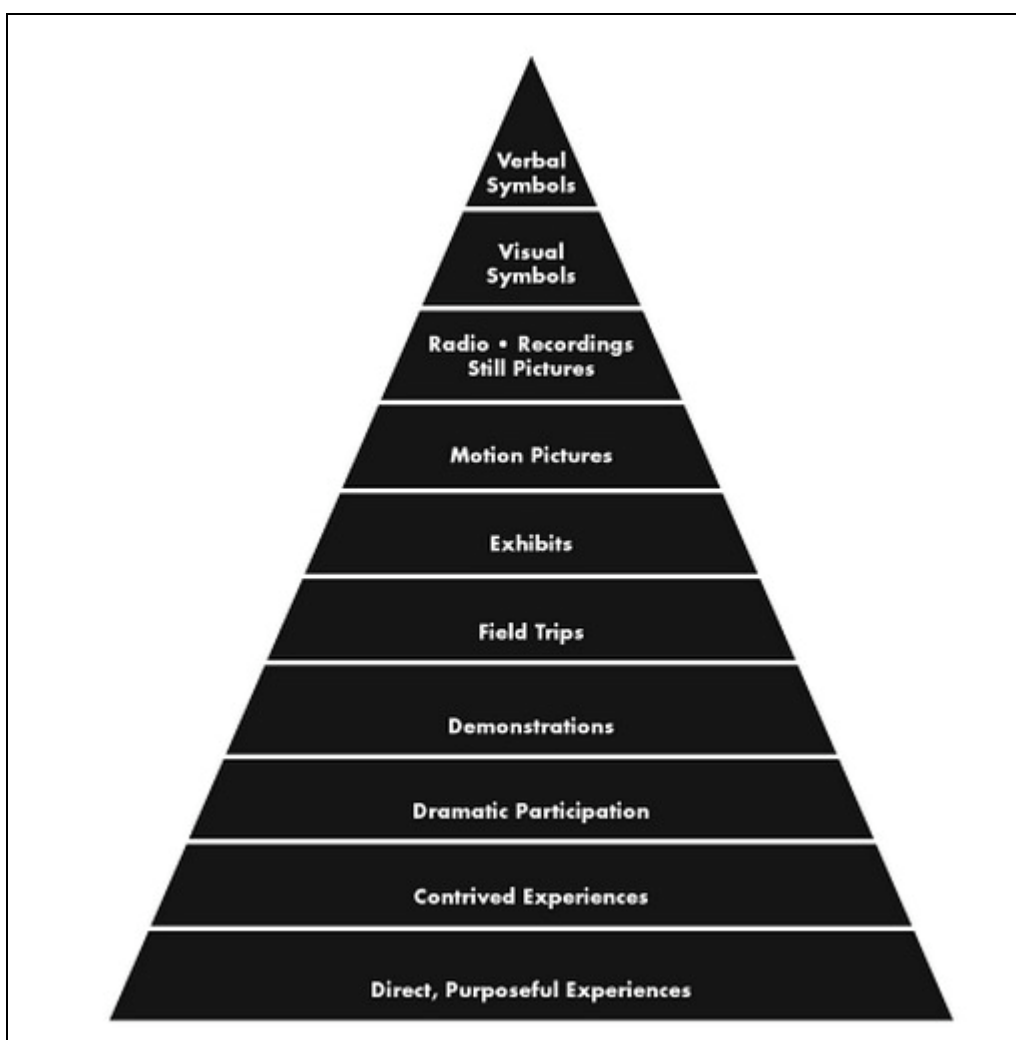 Verbal
Symbols
Visual
Symbols
Radio • Recordings
Still Pictures
Motion Pictures
Exhibits
Field Trips
Demonstrations
Dramatic Participation
Contrived Experiences
Direct, Purposeful Experiences